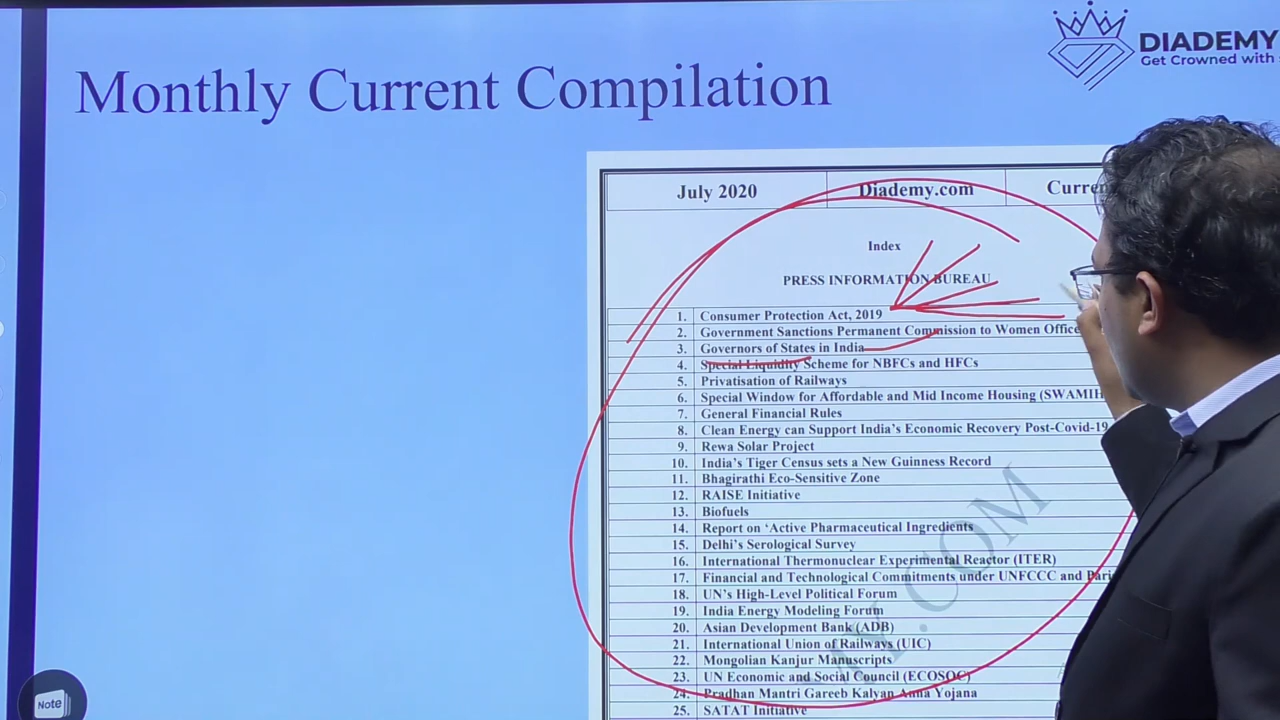 DIADEMY
Get Crowned with
Monthly Current Compilation
July 2020
Diademy.com
Index
PRESS INFORMATION BUREAU
1. Consumer Protection Act, 2019
2. Government Sanctions Permanent Commission to Women
3. Governors of States in India
4. Special Liquidity Scheme for NBFCs and HFCs
5. Privatisation of Railways
6. Special Window for Affordable and Mid Income Housing (SWAMIH
7. General Financial Rules
8. Clean Energy can Support India's Economic Recovery Post-Covid-19
9. Rewa Solar Project
10. India's Tiger Census sets a New Guinness Record
11. Bhagirathi Eco-Sensitive Zone
12. RAISE Initiative
13. Biofuels
14. Report on 'Active Pharmaceutical Ingredients
15. Delhi's Serological Survey
16. International Thermonuclear Experimental Reactor (ITER)
17. Financial and Technological Commitments under UNFCCC and
18. UN's High-Level Political Forum
19. India Energy Modeling Forum
20. Asian Development Bank (ADB)
21. International Union of Railways (UIC)
22. Mongolian Kanjur Manuscripts
23. UN Economic and Social Council (ECOSOC)
24. Pradhan Mantri Gareeb Kalyan Anna Yojana
25. SATAT Initiative
Note